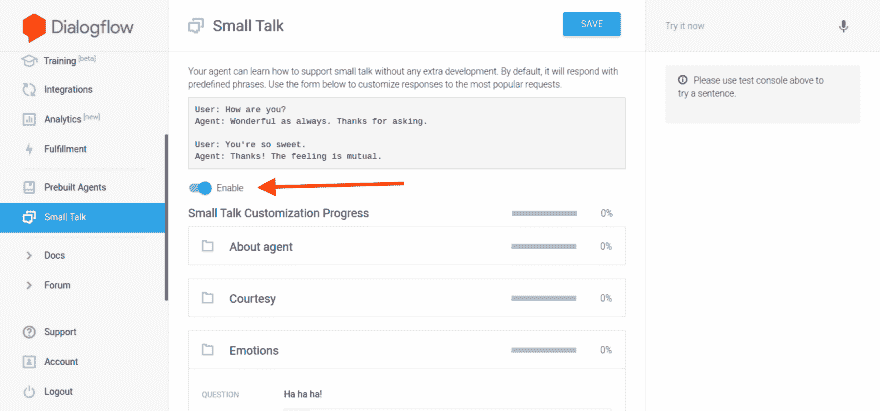 Dialogflow
Training [beta]
Integrations
Analytics [new]
Fulfillment
Prebuilt Agents
Small Talk
Docs
Forum
Support
Account
Logout
Small Talk
SAVE
Your agent can learn how to support small talk without any extra development. By default, it will respond with
predefined phrases. Use the form below to customize responses to the most popular requests.
User: How are you?
Agent: Wonderful as always. Thanks for asking.
User: You're so sweet.
Agent: Thanks! The feeling is mutual.
Enable
Small Talk Customization Progress 0%
About agent 0%
Courtesy 0%
Emotions 0%
QUESTION Ha ha ha!
Try it now
Please use test console above to
try a sentence.